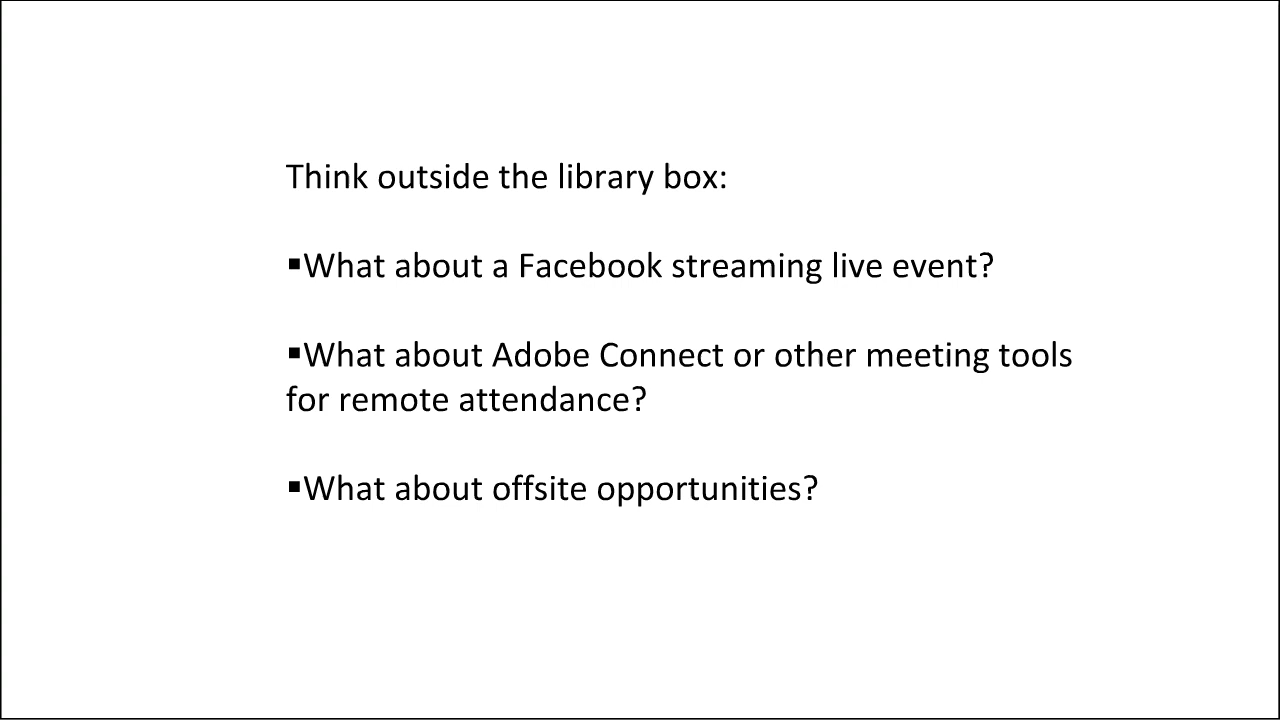 Think outside the library box:
▪What about a Facebook streaming live event?
▪What about Adobe Connect or other meeting tools
for remote attendance?
▪What about offsite opportunities?